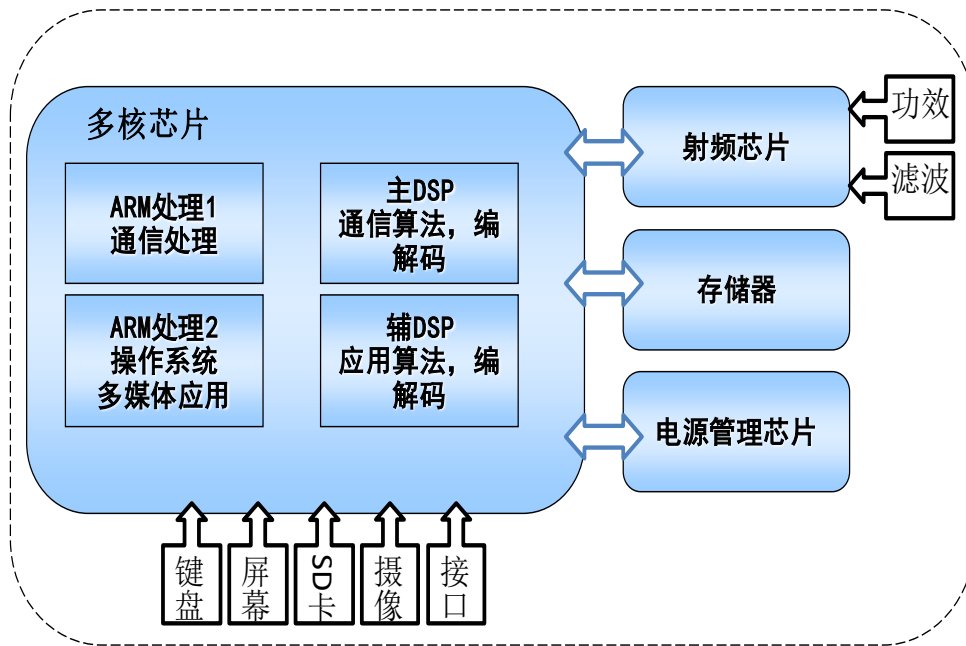 多核芯片
ARM处理1
通信处理
主DSP
通信算法，编
解码
ARM处理2
操作系统
多媒体应用
辅DSP
应用算法，编
解码
射频芯片
功效
滤波
存储器
电源管理芯片
键盘
屏幕
SD卡
摄像
接口